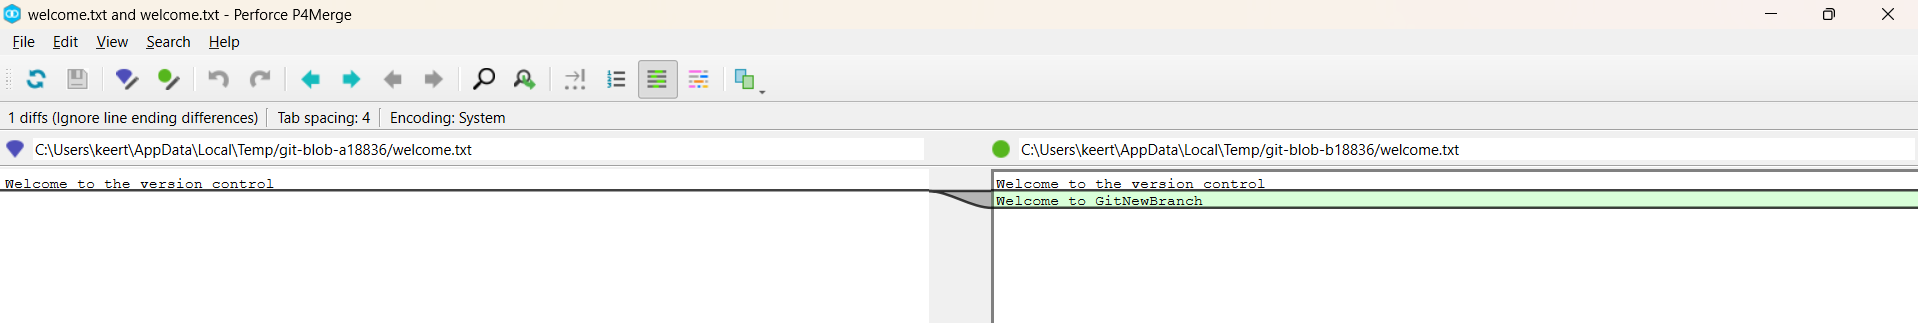 welcome.txt and welcome.txt - Perforce P4Merge
File Edit View Search Help
1 diffs (Ignore line ending differences) Tab spacing: 4 Encoding: System
C:\Users\keert\AppData\Local\Temp/git-blob-a18836/welcome.txt
C:\Users\keert\AppData\Local\Temp/git-blob-b18836/welcome.txt
Welcome to the version control
Welcome to the version control
Welcome to GitNewBranch